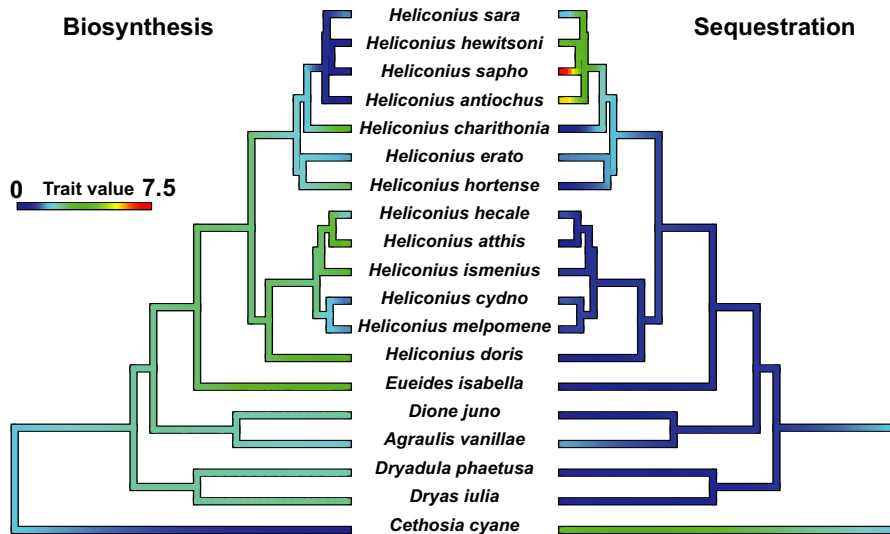 Biosynthesis
Sequestration
0 Trait value 7.5
Heliconius sara
Heliconius hewitsoni
Heliconius sapho
Heliconius antiochus
Heliconius charithonia
Heliconius erato
Heliconius hortense
Heliconius hecale
Heliconius atthis
Heliconius ismenius
Heliconius cydno
Heliconius melpomene
Heliconius doris
Eueides isabella
Dione juno
Agraulis vanillae
Dryadula phaetusa
Dryas iulia
Cethosia cyane